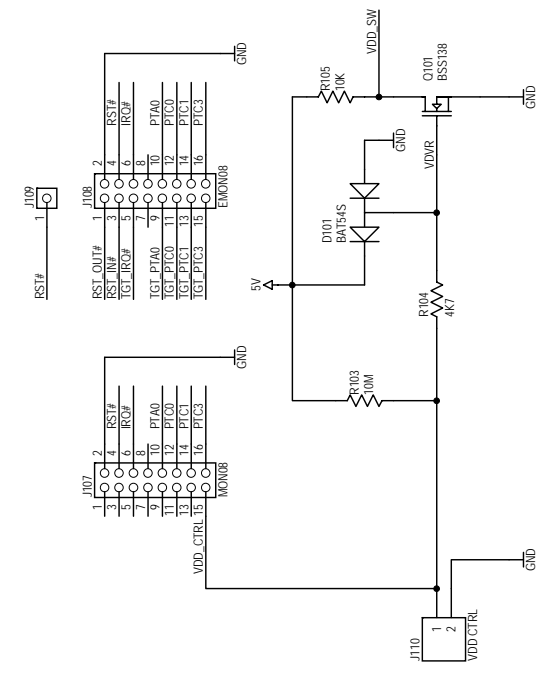 J109
1
RST#
J108
RST_OUT# 1 2
RST_IN# 3 4 RST#
TGT_IRQ# 5 6 IRQ#
7 8
TGT_PTA0 9 10 PTA0
TGT_PTC0 11 12 PTC0
TGT_PTC1 13 14 PTC1
TGT_PTC3 15 16 PTC3
EMON08
GND
J107
1 2
3 4 RST#
5 6 IRQ#
7 8
9 10 PTA0
11 12 PTC0
13 14 PTC1
VDD_CTRL 15 16 PTC3
MON08
GND
5V
R105
10K
VDD_SW
Q101
BSS138
GND
VDVR
GND
D101
BAT54S
R104
4K7
R103
10M
GND
J110
1
2
VDD CTRL